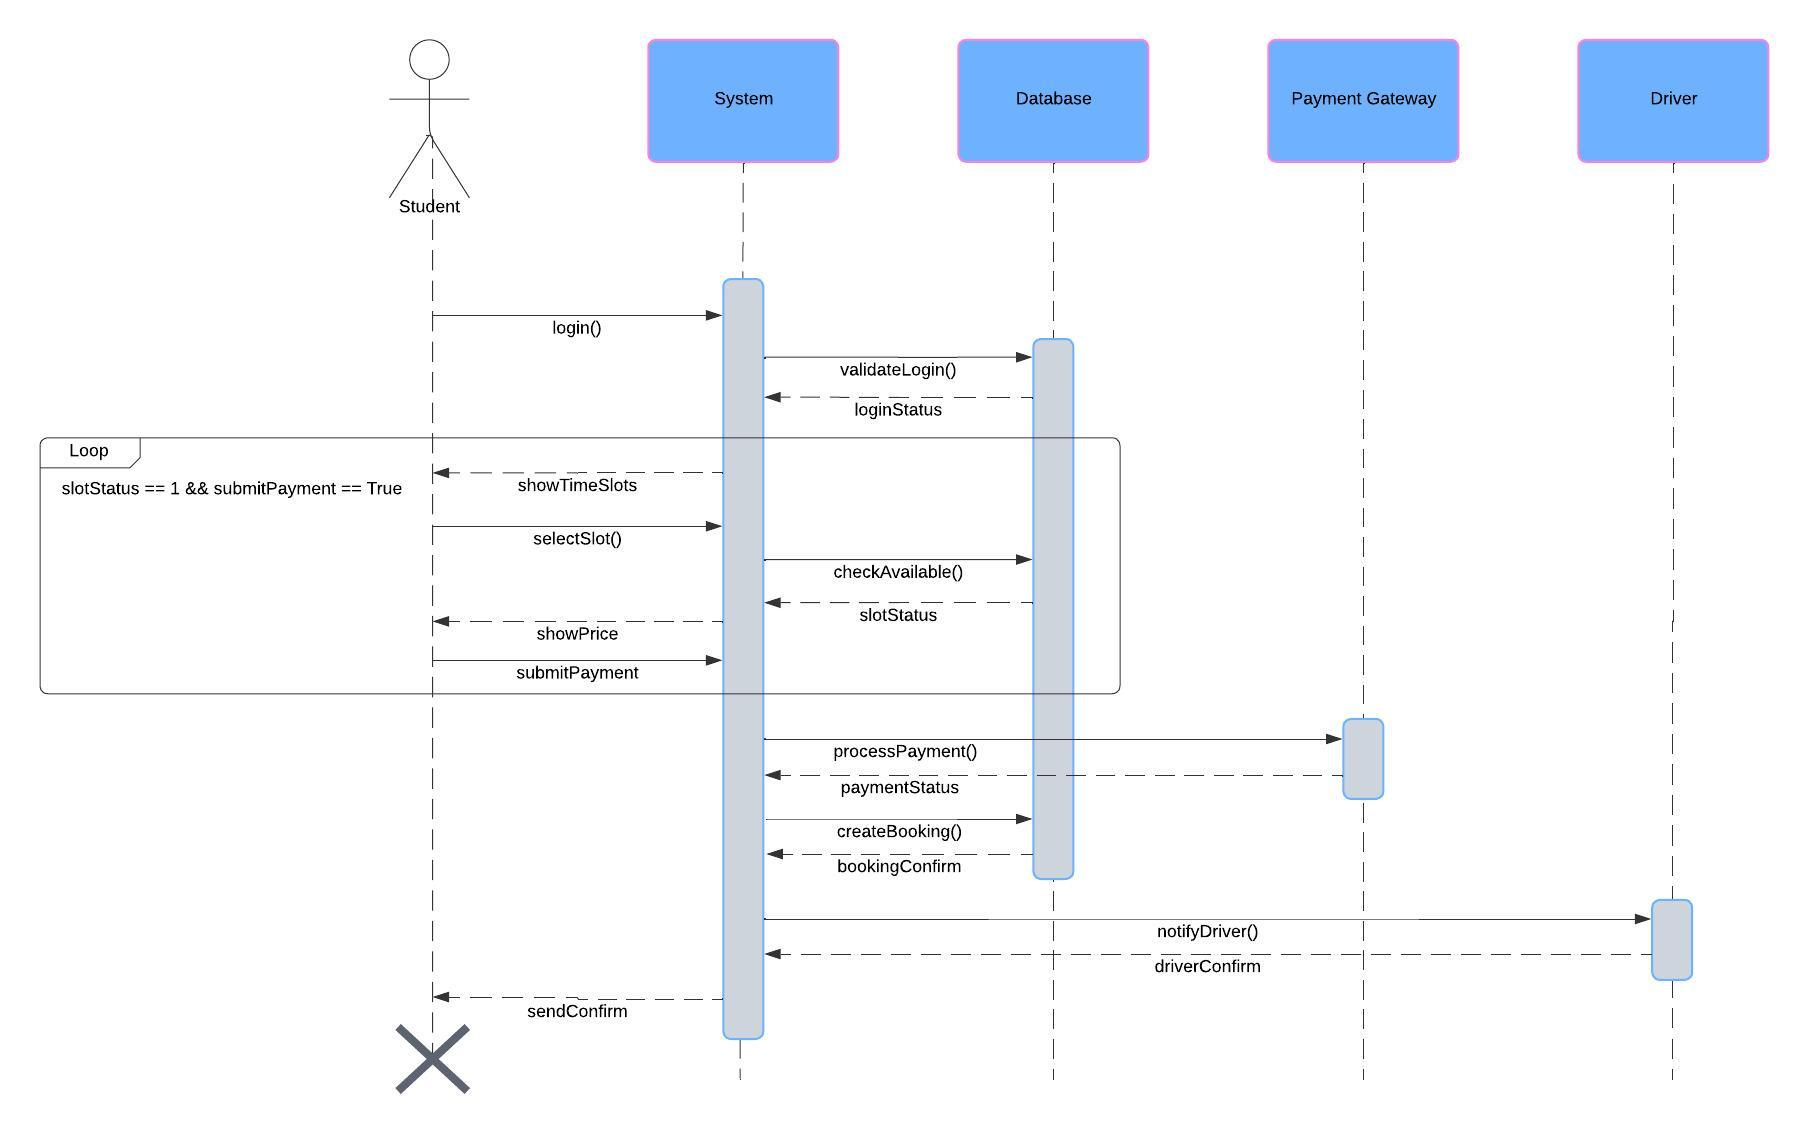 System
Database
Payment Gateway
Driver
Student
login()
validateLogin()
loginStatus
Loop
slotStatus == 1 && submitPayment == True
showTimeSlots
selectSlot()
checkAvailable()
slotStatus
showPrice
submitPayment
processPayment()
paymentStatus
createBooking()
bookingConfirm
notifyDriver()
driverConfirm
sendConfirm